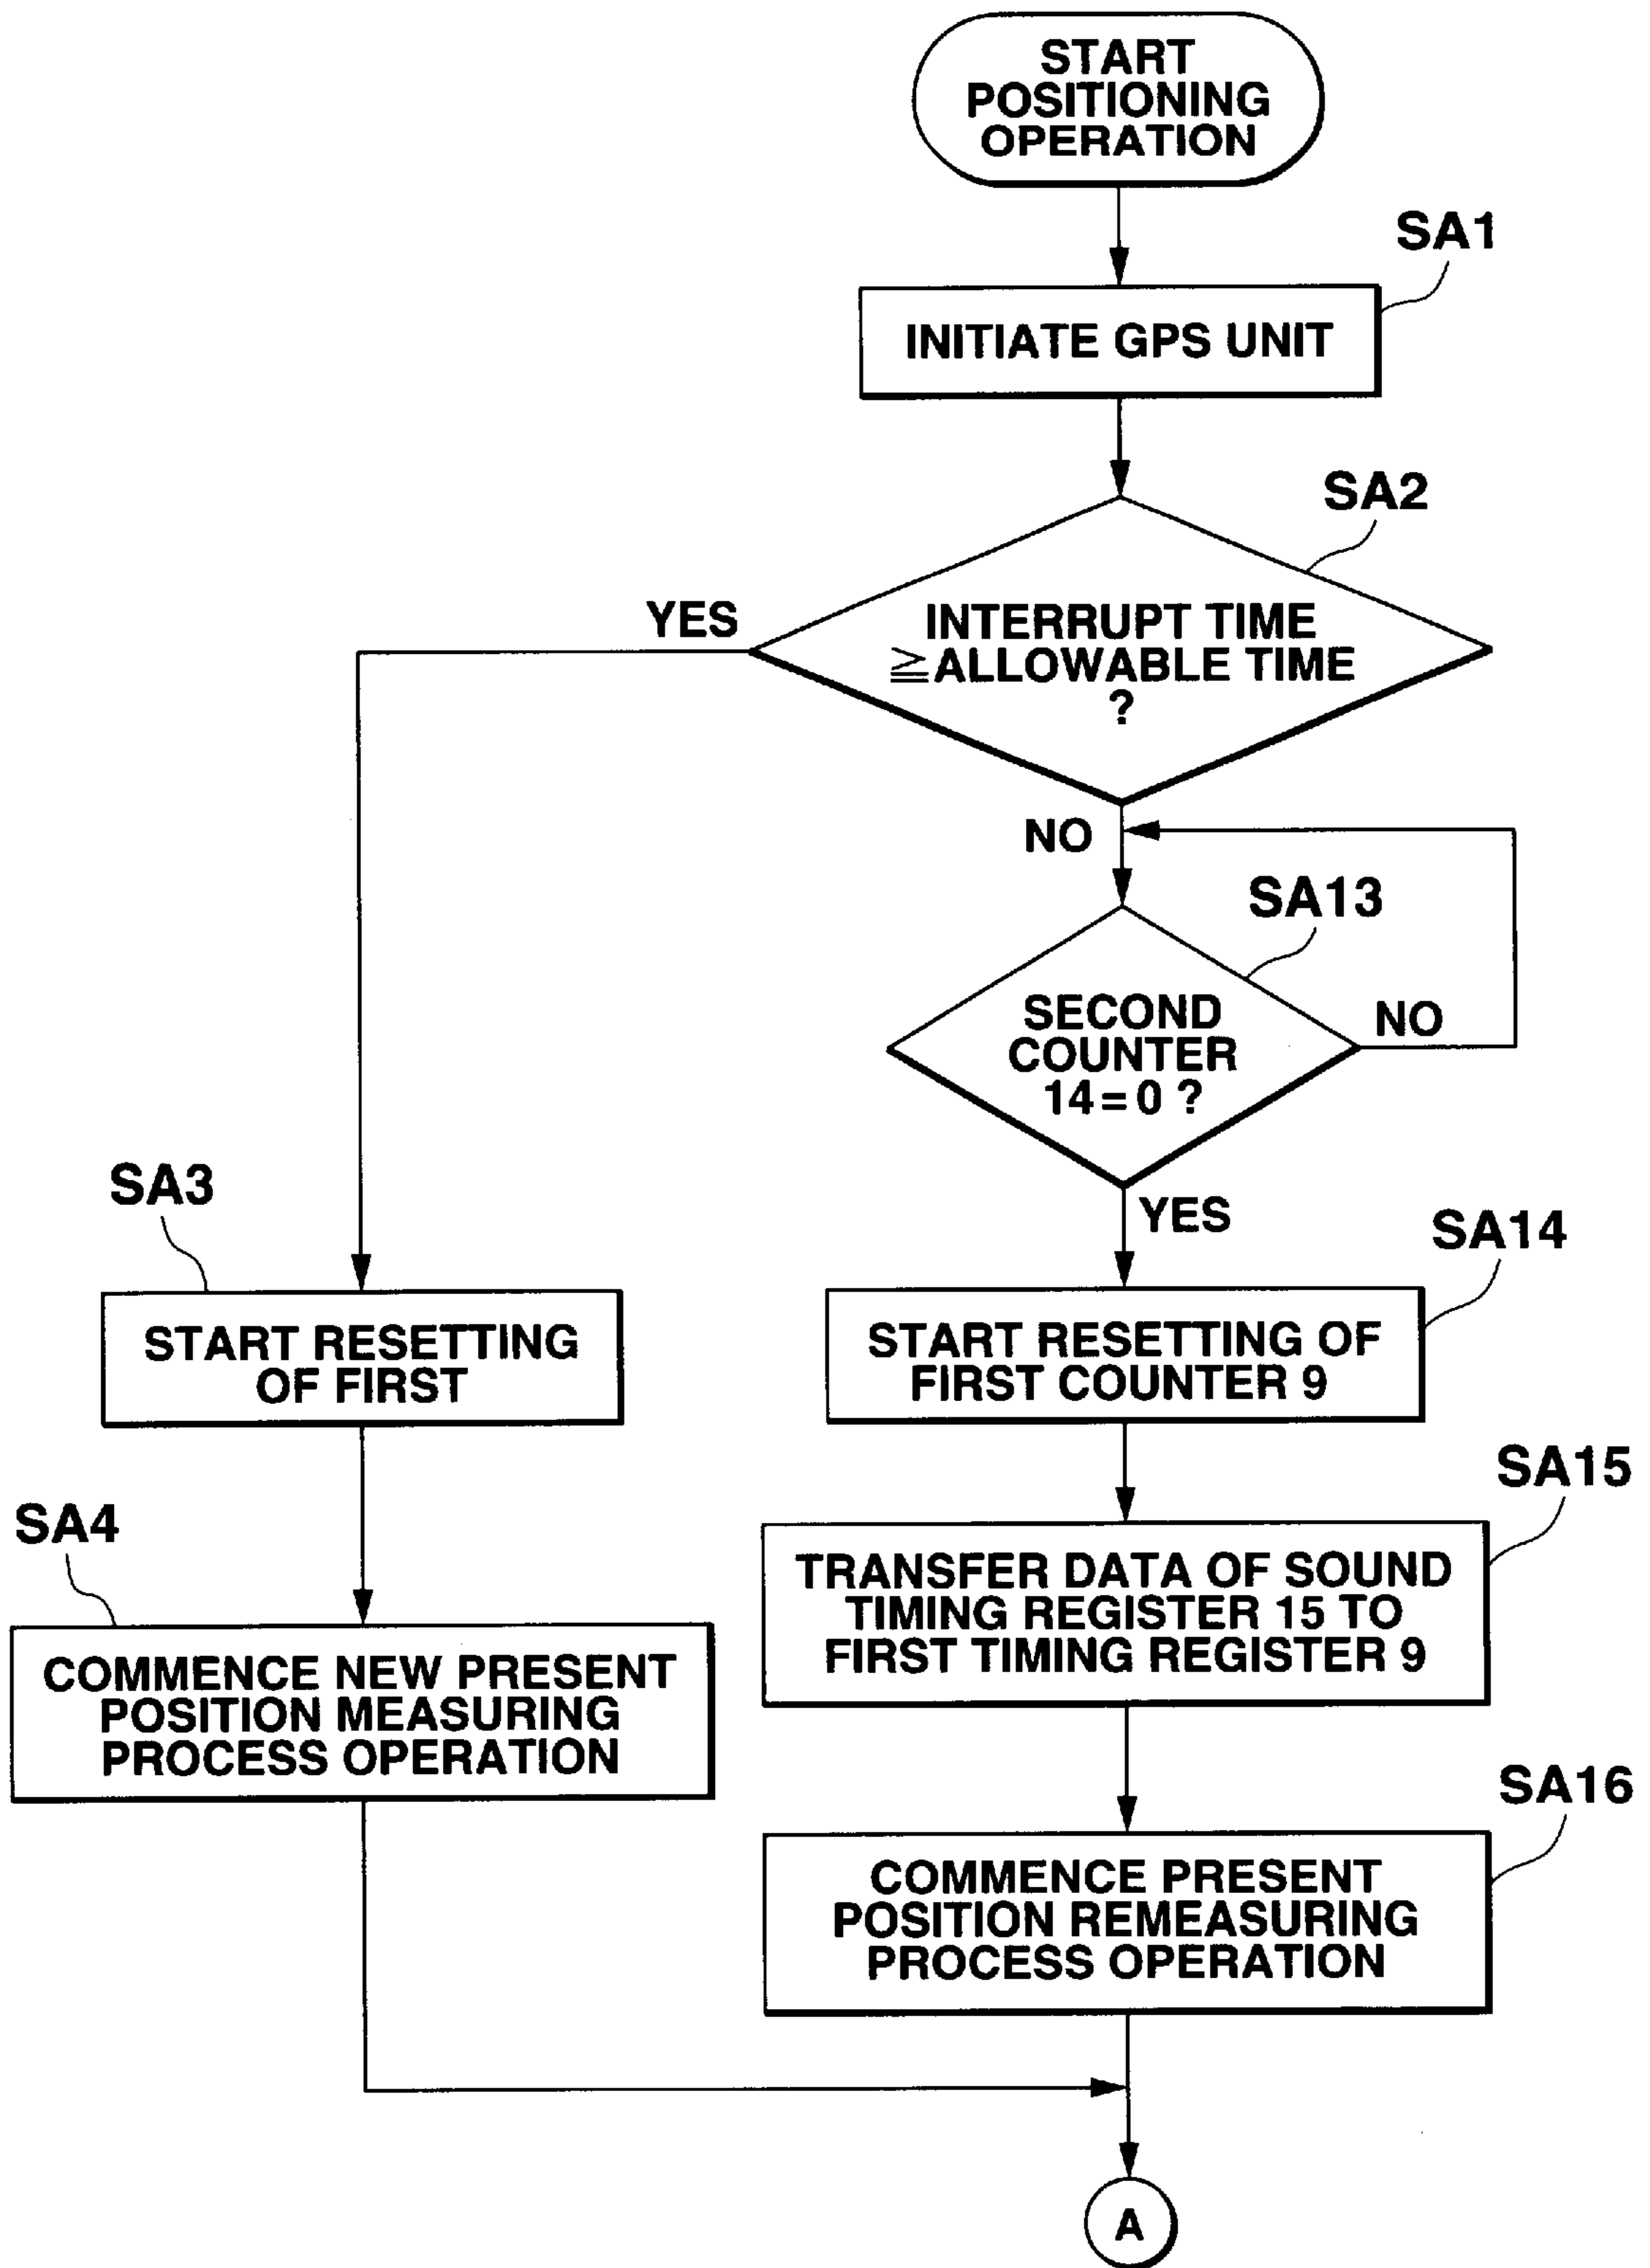 START
POSITIONING
OPERATION
SA1
INITIATE GPS UNIT
SA2
YES
INTERRUPT TIME
≧ALLOWABLE TIME
?
NO
SA13
SECOND
COUNTER
14=0 ?
NO
YES
SA3
START RESETTING
OF FIRST
SA14
START RESETTING OF
FIRST COUNTER 9
SA4
COMMENCE NEW PRESENT
POSITION MEASURING
PROCESS OPERATION
SA15
TRANSFER DATA OF SOUND
TIMING REGISTER 15 TO
FIRST TIMING REGISTER 9
SA16
COMMENCE PRESENT
POSITION REMEASURING
PROCESS OPERATION
A